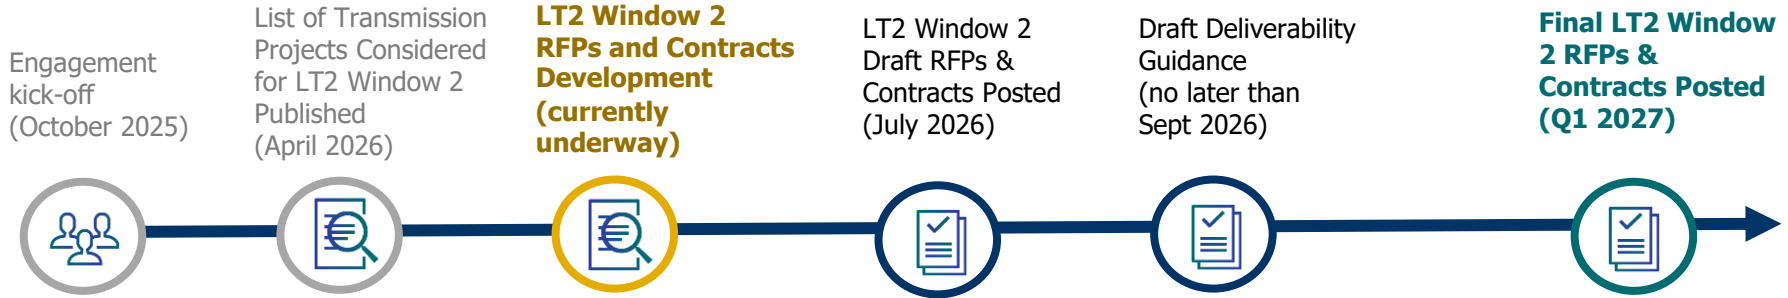 Engagement
kick-off
(October 2025)
List of Transmission
Projects Considered
for LT2 Window 2
Published
(April 2026)
LT2 Window 2
RFPs and Contracts
Development
(currently
underway)
LT2 Window 2
Draft RFPs &
Contracts Posted
(July 2026)
Draft Deliverability
Guidance
(no later than
Sept 2026)
Final LT2 Window
2 RFPs &
Contracts Posted
(Q1 2027)